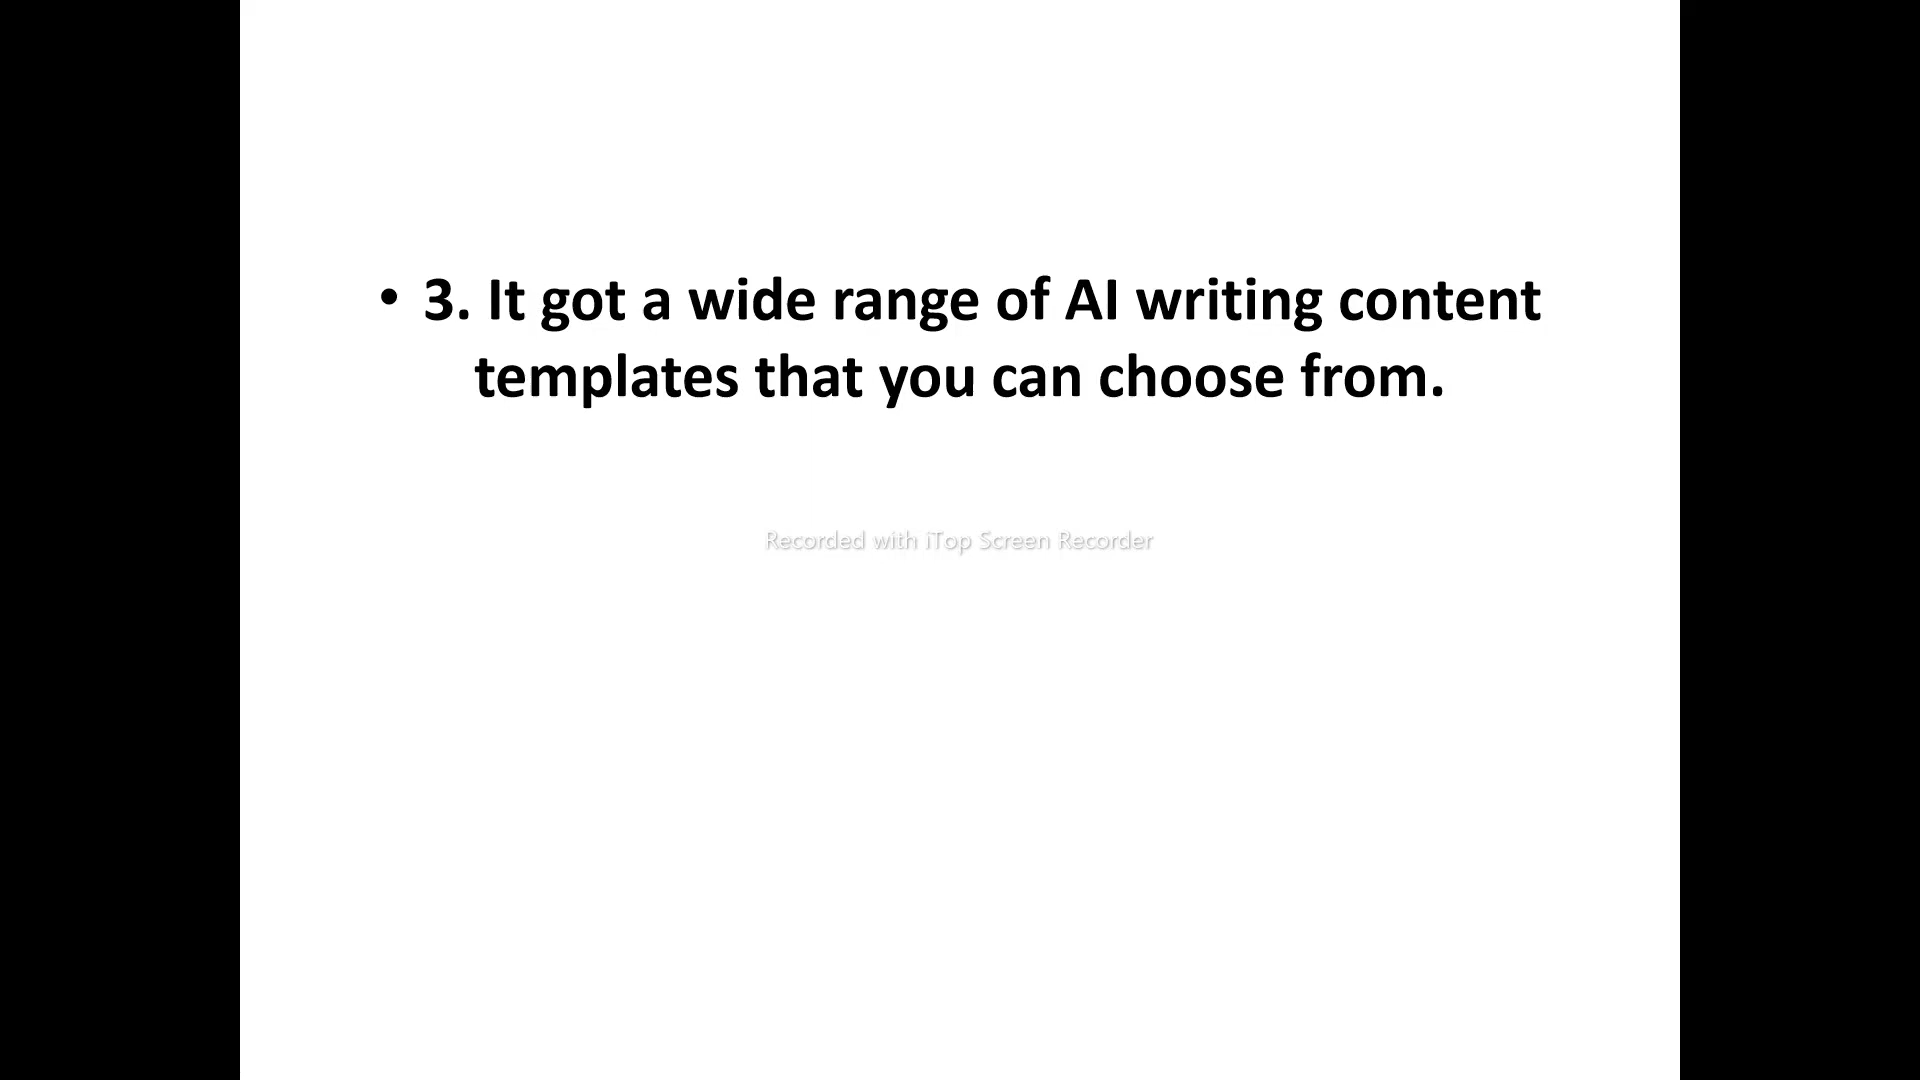 • 3. It got a wide range of AI writing content
templates that you can choose from.
Recorded with iTop Screen Recorder